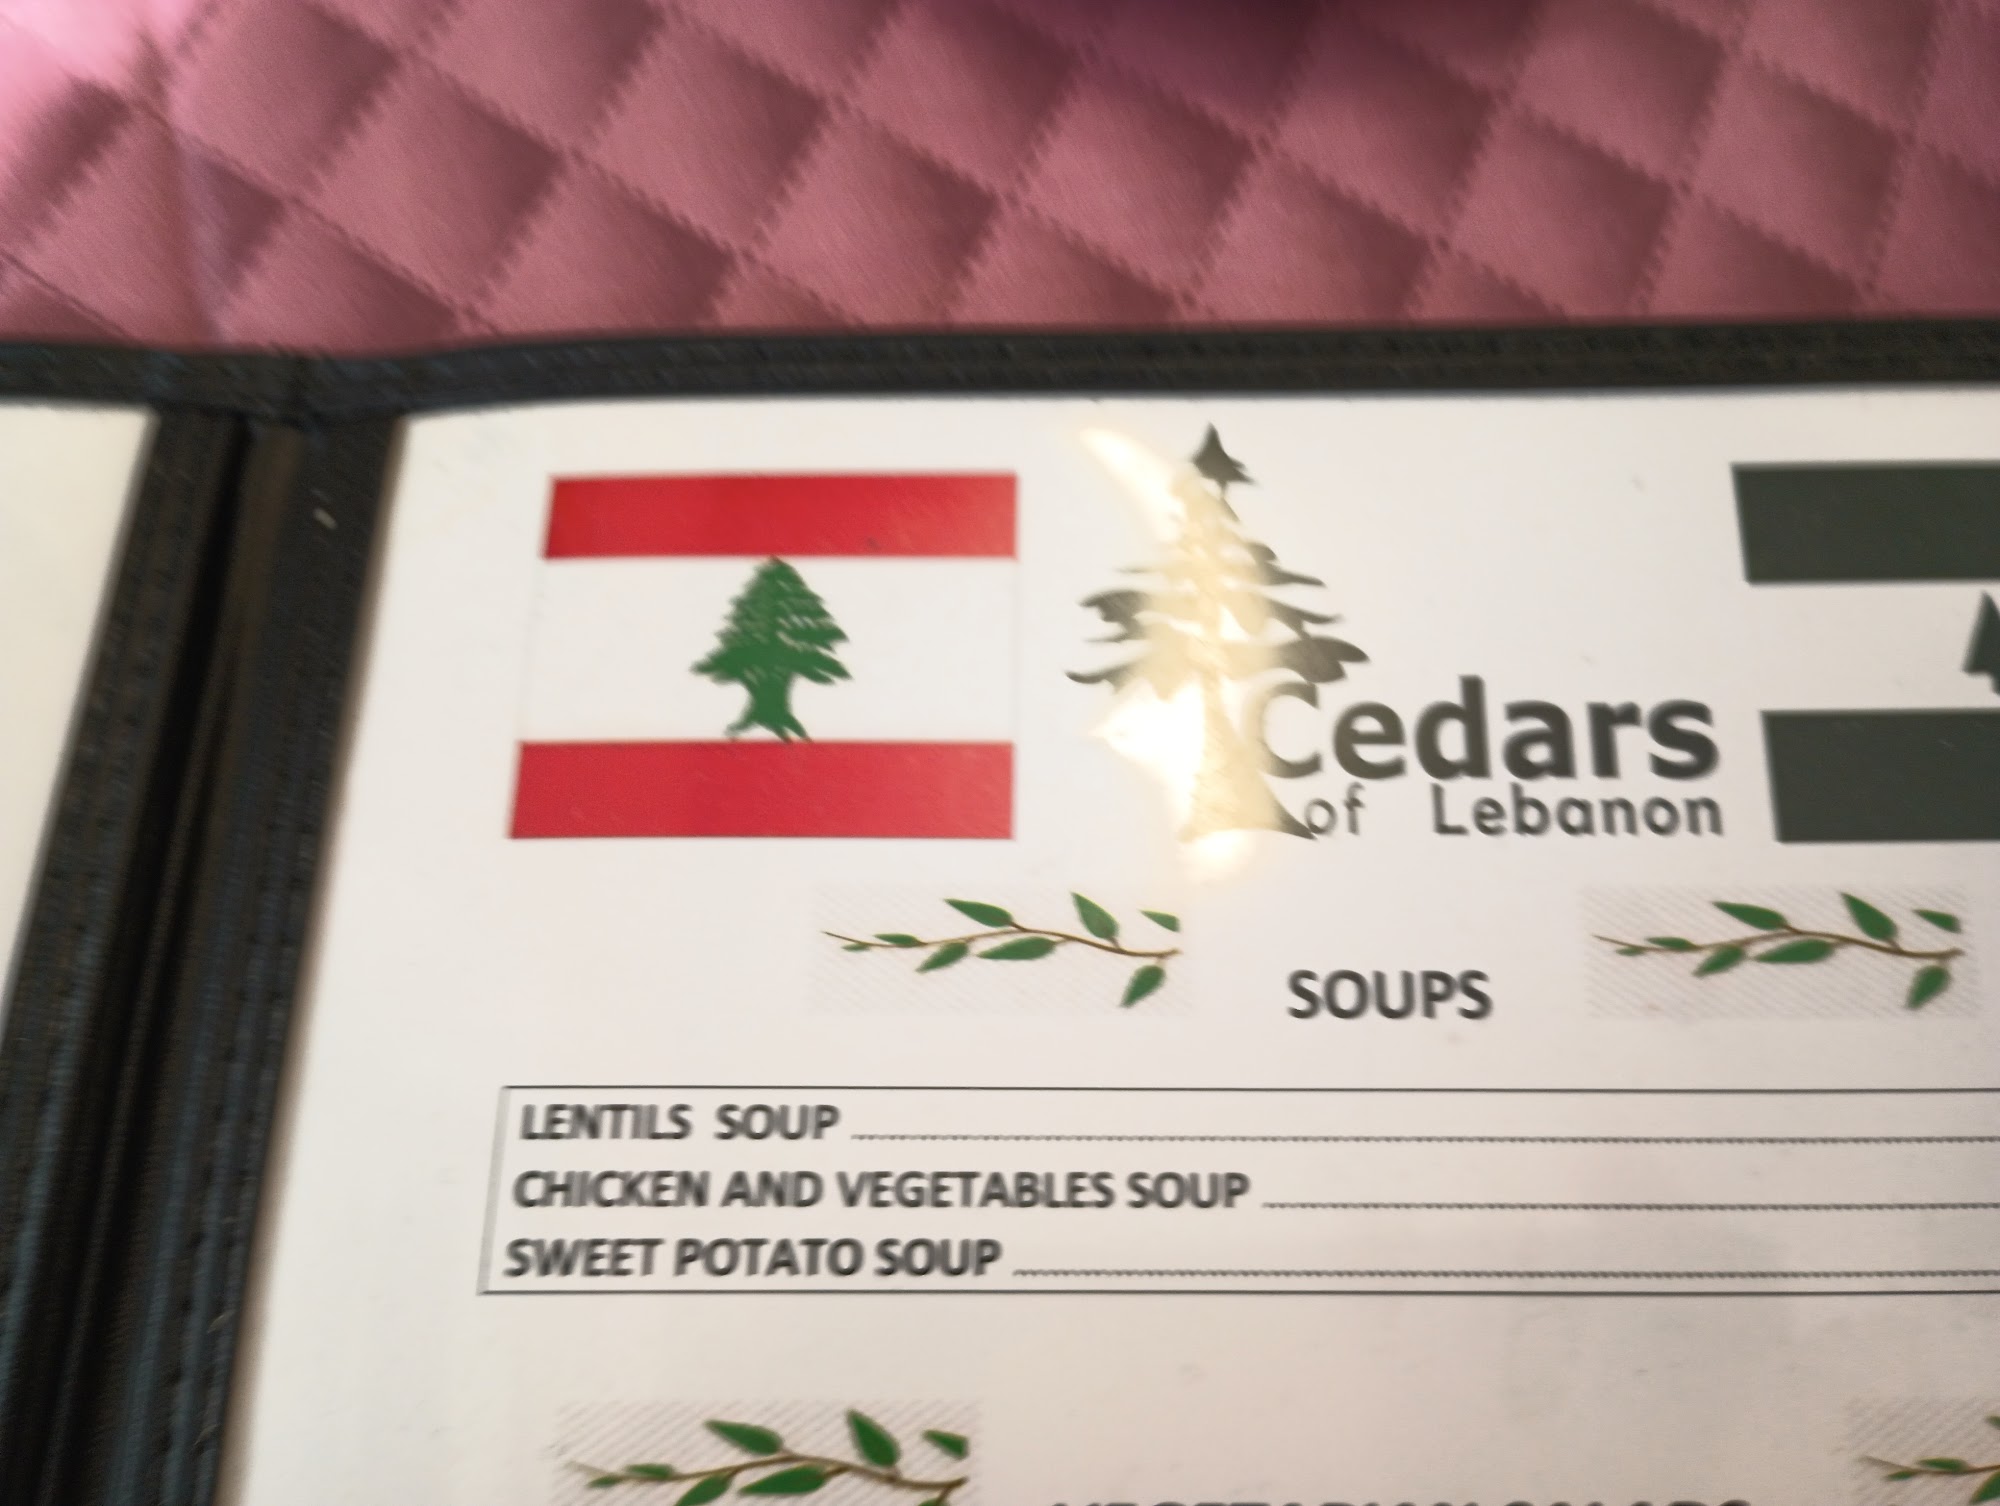 Cedars
of Lebanon
SOUPS
LENTILS SOUP
CHICKEN AND VEGETABLES SOUP
SWEET POTATO SOUP